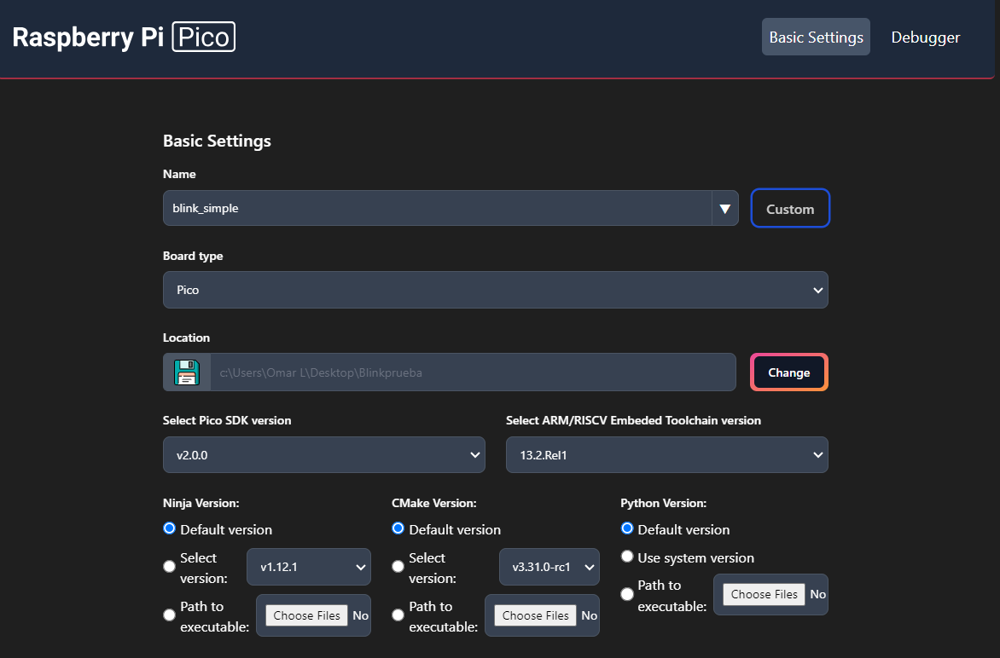 Raspberry Pi Pico
Basic Settings Debugger
Basic Settings
Name
blink_simple ▼ Custom
Board type
Pico
Location
c:\Users\Omar L\Desktop\Blinkprueba Change
Select Pico SDK version Select ARM/RISCV Embeded Toolchain version
v2.0.0 13.2.Rel1
Ninja Version: CMake Version: Python Version:
Default version Default version Default version
Select version: v1.12.1 Select version: v3.31.0-rc1 Use system version
Path to executable: Choose Files No Path to executable: Choose Files No Path to executable: Choose Files No